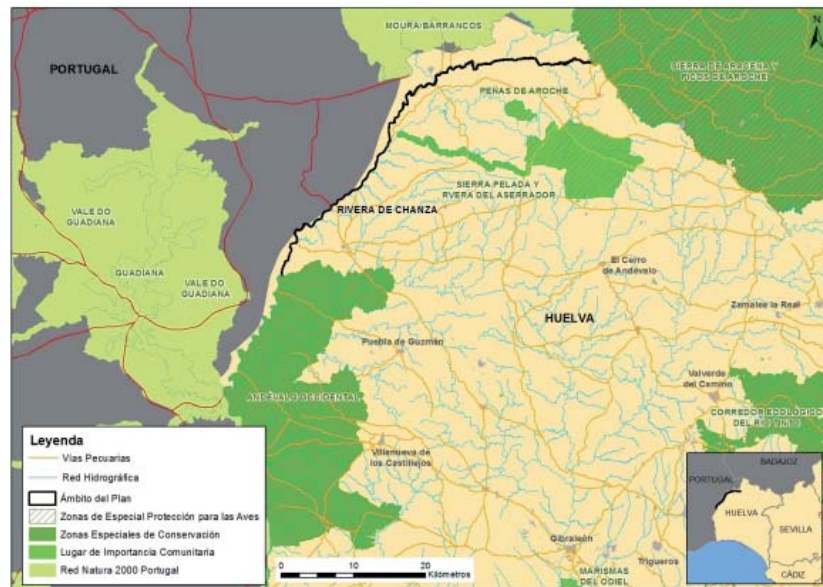 MOURA/BARRANCOS
N
PORTUGAL
SIERRA DE ARACENA Y
PICOS DE AROCHE
PEÑAS DE AROCHE
SIERRA PELADA Y
RVERA DEL ASERRADOR
VALE DO
GUADIANA
RIVERA DE CHANZA
GUADIANA
VALE DO
GUADIANA
El Cerro
de Andévalo
Zamalea la Real
HUELVA
Puebla de Guzmán
Valverde
del Camino
ANDÉVALO OCCIDENTAL
CORREDOR ECOLÓGICO
DEL RÍO TINTO
Villanueva de
los Castillejos
Leyenda
Vías Pecuarias
Red Hidrográfica
Ámbito del Plan
Zonas de Especial Protección para las Aves
Zonas Especiales de Conservación
Lugar de Importancia Comunitaria
Red Natura 2000 Portugal
0 10 20
Kilómetros
Gibraleón
Trigueros
MARISMAS
DEL ODIEL
BADAJOZ
PORTUGAL
HUELVA
SEVILLA
CÁDIZ